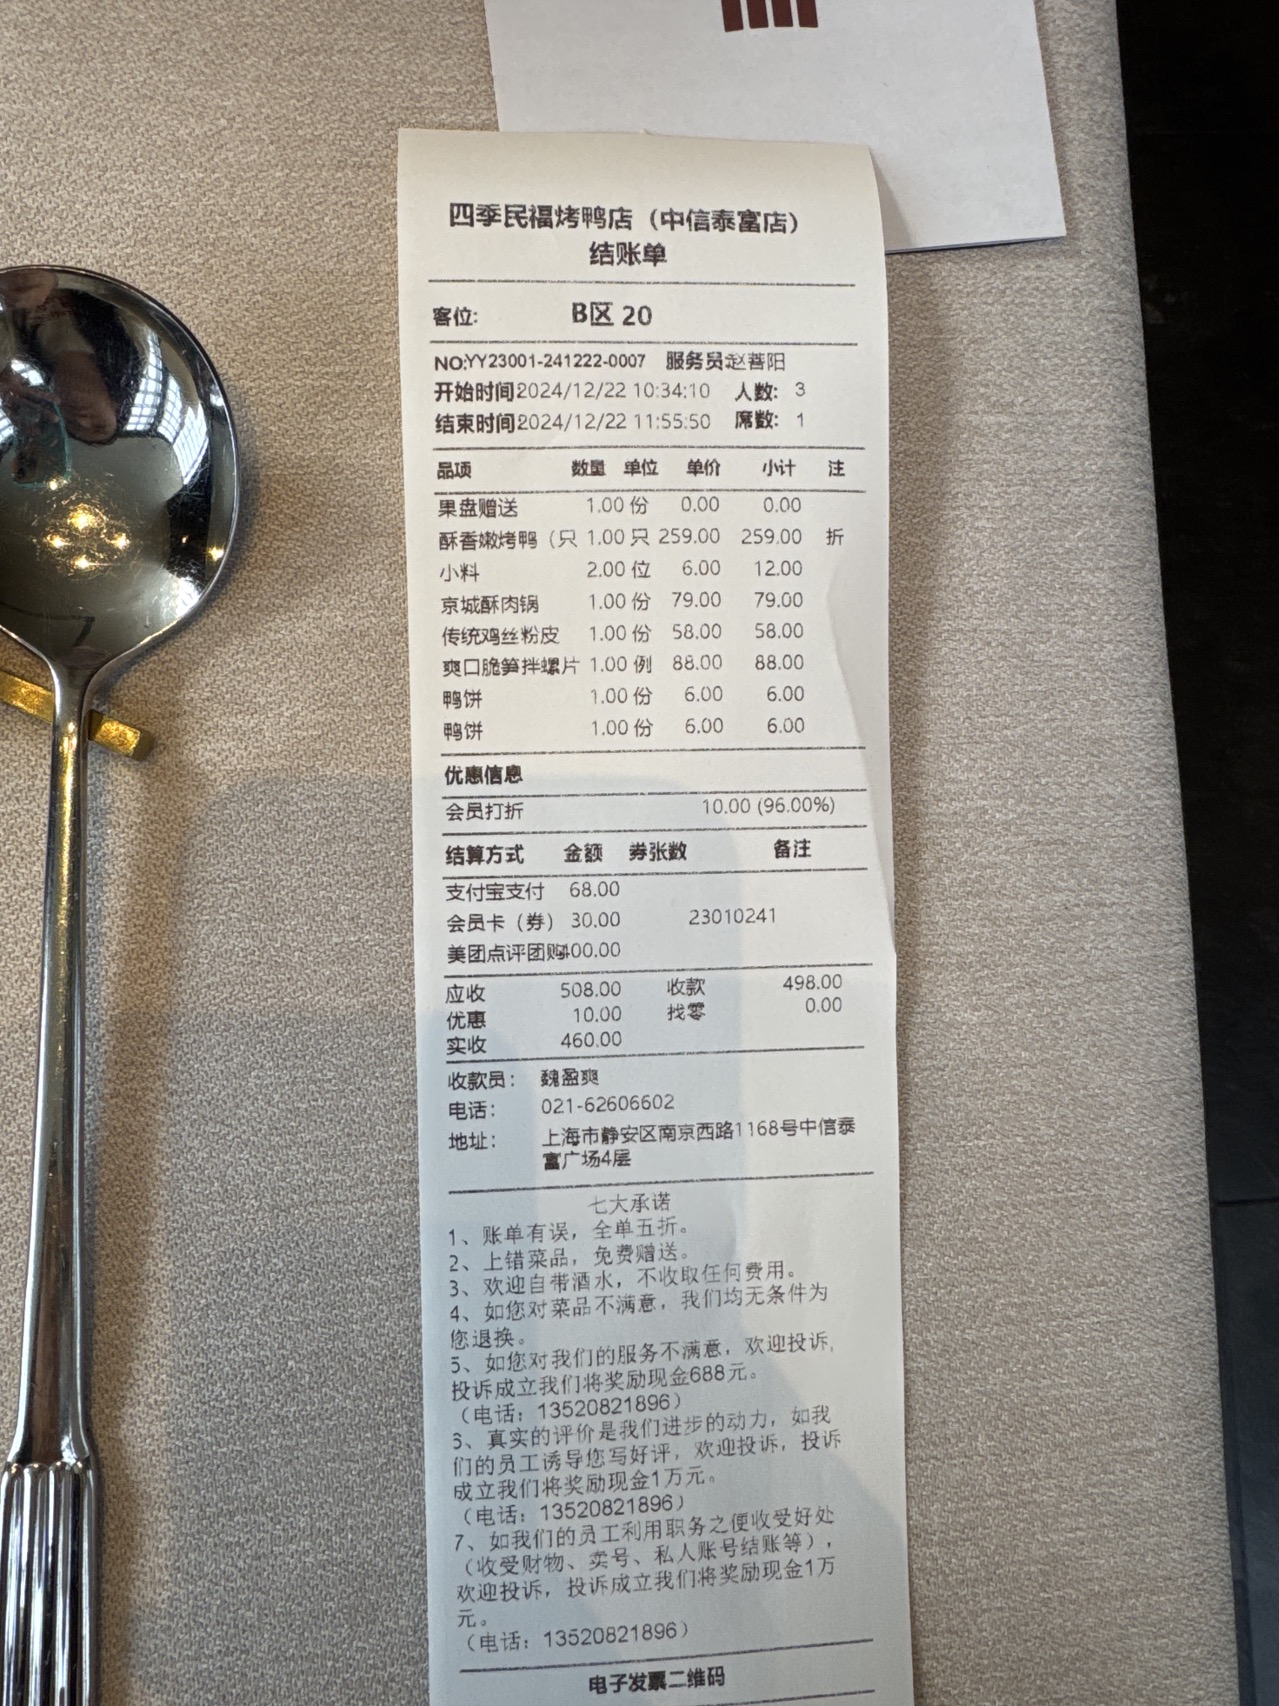 四季民福烤鸭店（中信泰富店）
结账单
客位: B区 20
NO:YY23001-241222-0007 服务员:赵菩阳
开始时间2024/12/22 10:34:10 人数: 3
结束时间2024/12/22 11:55:50 席数: 1
品项 数量 单位 单价 小计 注
果盘赠送 1.00 份 0.00 0.00
酥香嫩烤鸭（只 1.00 只 259.00 259.00 折
小料 2.00 位 6.00 12.00
京城酥肉锅 1.00 份 79.00 79.00
传统鸡丝粉皮 1.00 份 58.00 58.00
爽口脆笋拌螺片 1.00 例 88.00 88.00
鸭饼 1.00 份 6.00 6.00
鸭饼 1.00 份 6.00 6.00
优惠信息
会员打折 10.00 (96.00%)
结算方式 金额 券张数 备注
支付宝支付 68.00
会员卡（券） 30.00 23010241
美团点评团购400.00
应收 508.00 收款 498.00
优惠 10.00 找零 0.00
实收 460.00
收款员: 魏盈爽
电话: 021-62606602
地址: 上海市静安区南京西路1168号中信泰
富广场4层
七大承诺
1、账单有误，全单五折。
2、上错菜品，免费赠送。
3、欢迎自带酒水，不收取任何费用。
4、如您对菜品不满意，我们均无条件为
您退换。
5、如您对我们的服务不满意，欢迎投诉,
投诉成立我们将奖励现金688元。
（电话：13520821896）
6、真实的评价是我们进步的动力，如我
们的员工诱导您写好评，欢迎投诉，投诉
成立我们将奖励现金1万元。
（电话：13520821896）
7、如我们的员工利用职务之便收受好处
（收受财物、卖号、私人账号结账等），
欢迎投诉，投诉成立我们将奖励现金1万
元。
（电话：13520821896）
电子发票二维码